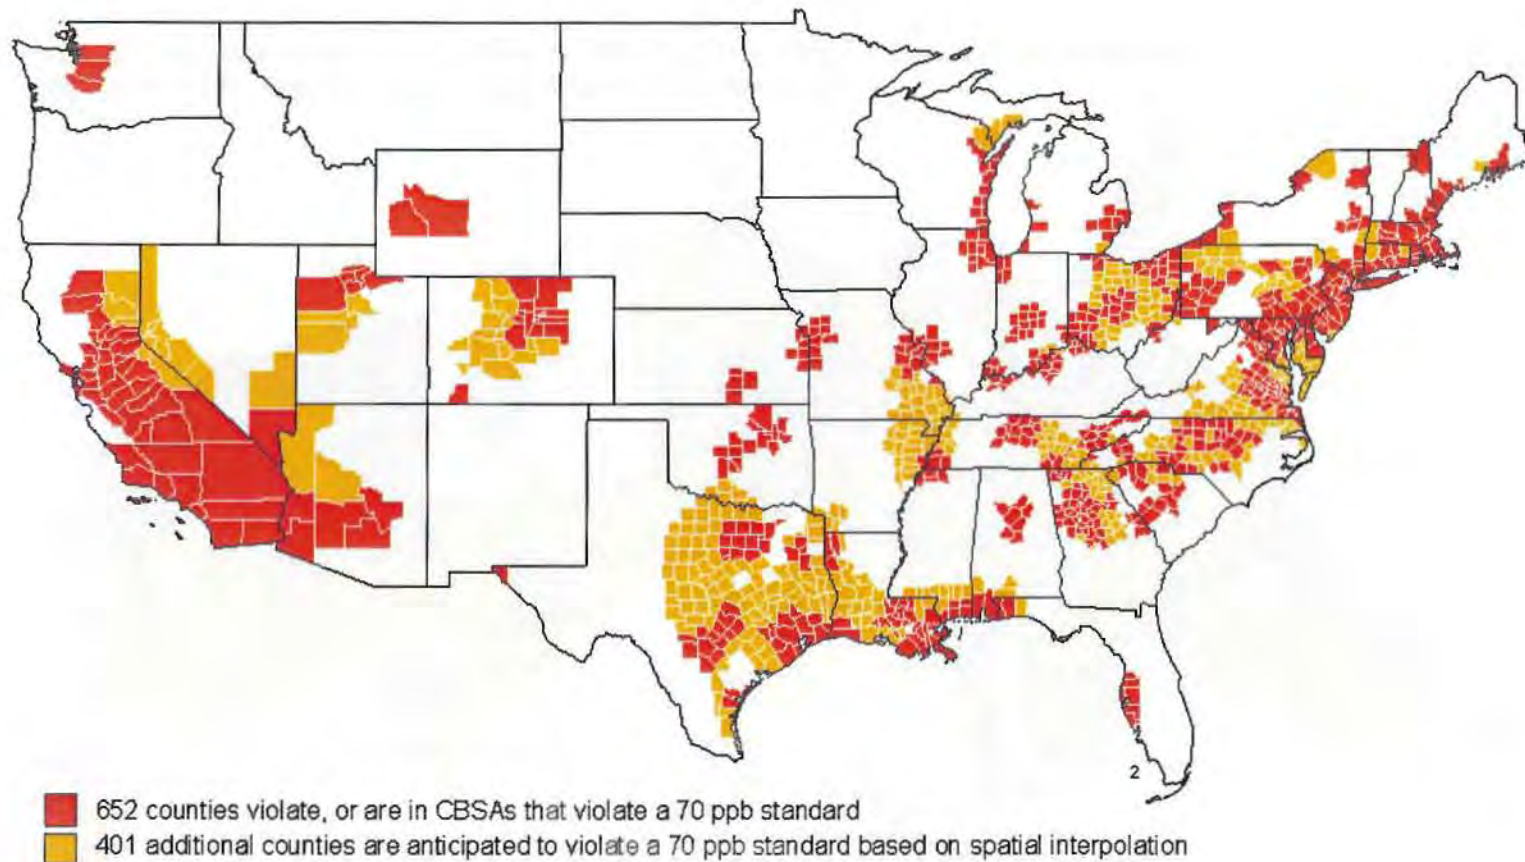 2
652 counties violate, or are in CBSAs that violate a 70 ppb standard
401 additional counties are anticipated to violate a 70 ppb standard based on spatial interpolation